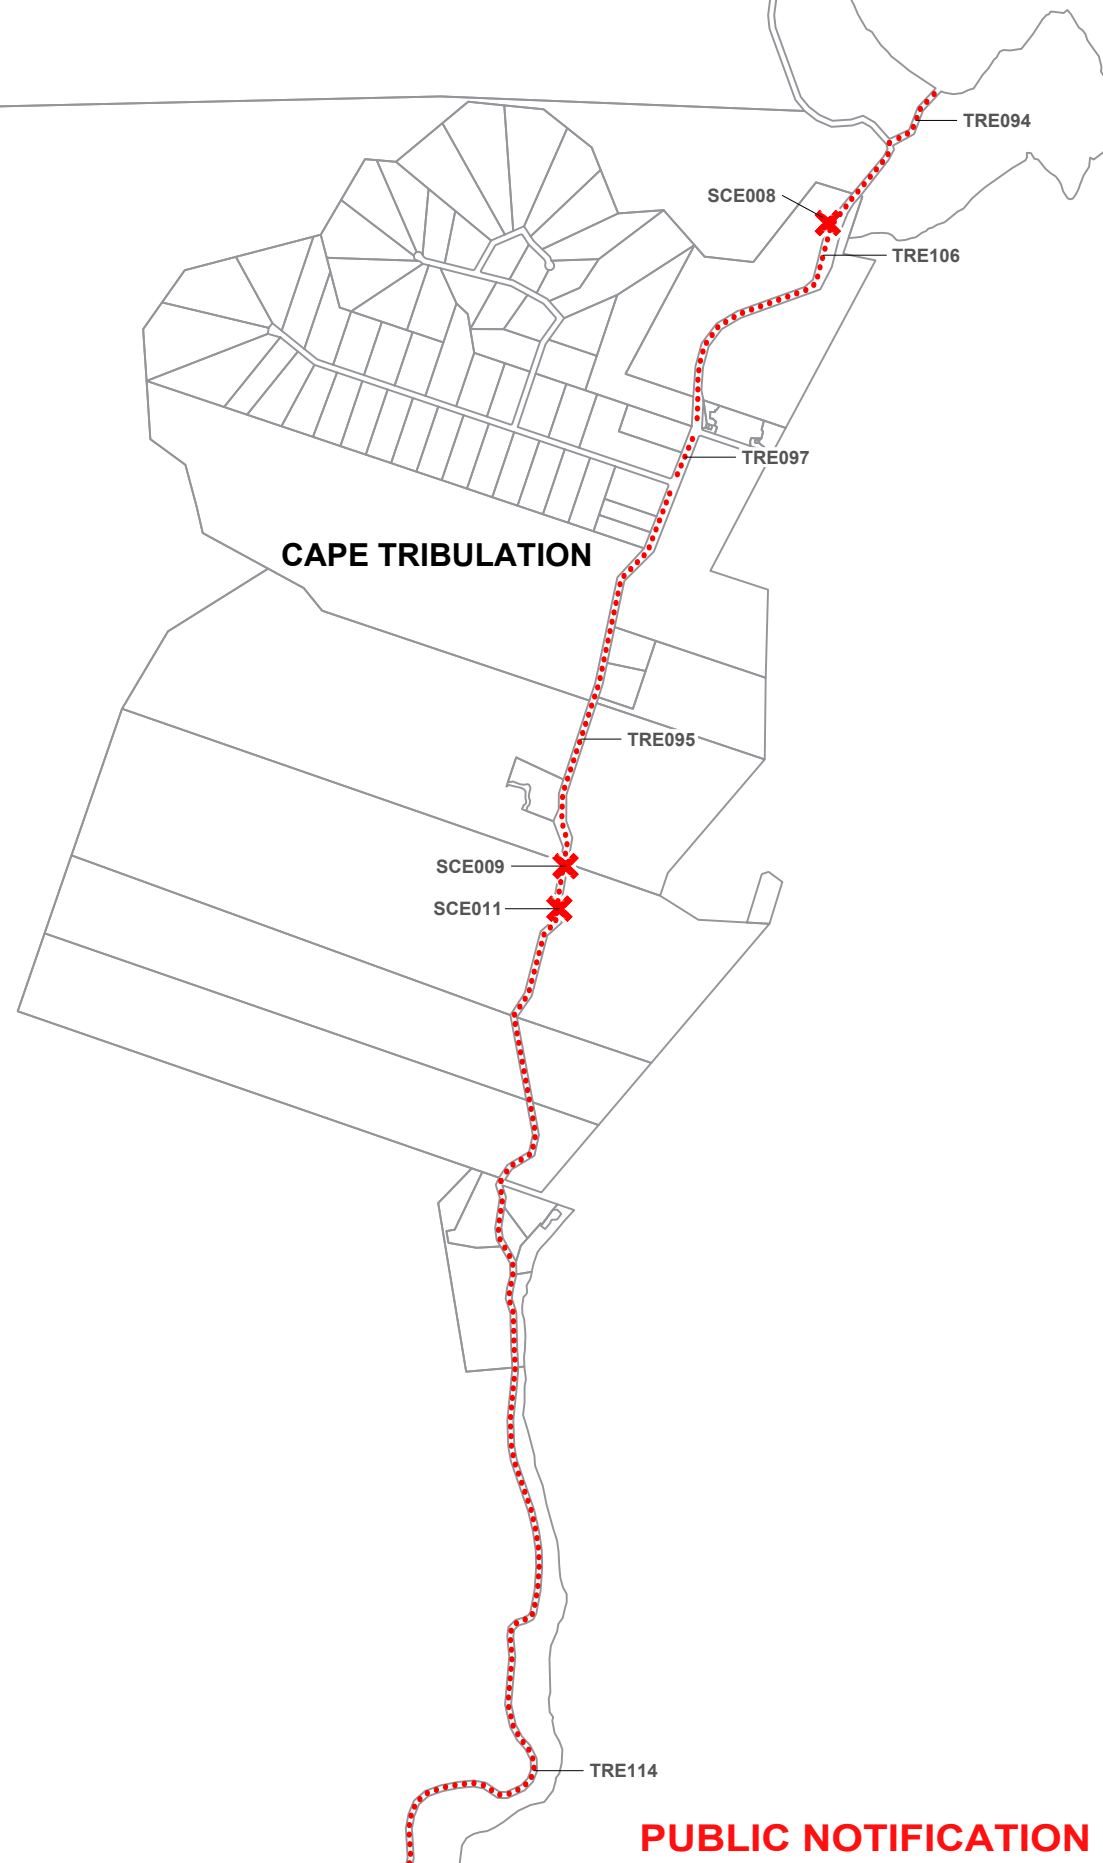 TRE094
SCE008
TRE106
TRE097
CAPE TRIBULATION
TRE095
SCE009
SCE011
TRE114
PUBLIC NOTIFICATION